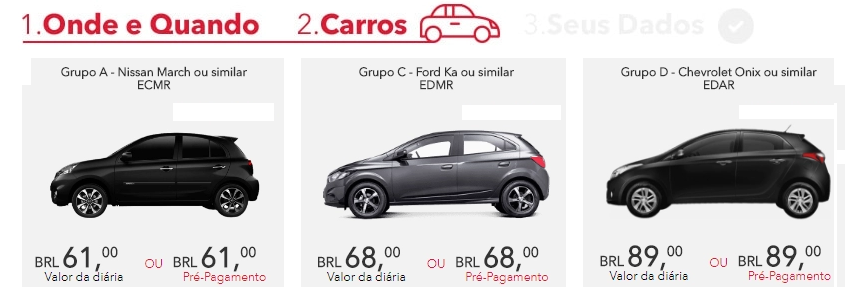 1.Onde e Quando 2.Carros 3.Seus Dados
Grupo A - Nissan March ou similar
ECMR
BRL 61,00 OU BRL 61,00
Valor da diária Pré-Pagamento
Grupo C - Ford Ka ou similar
EDMR
BRL 68,00 OU BRL 68,00
Valor da diária Pré-Pagamento
Grupo D - Chevrolet Onix ou similar
EDAR
BRL 89,00 OU BRL 89,00
Valor da diária Pré-Pagamento